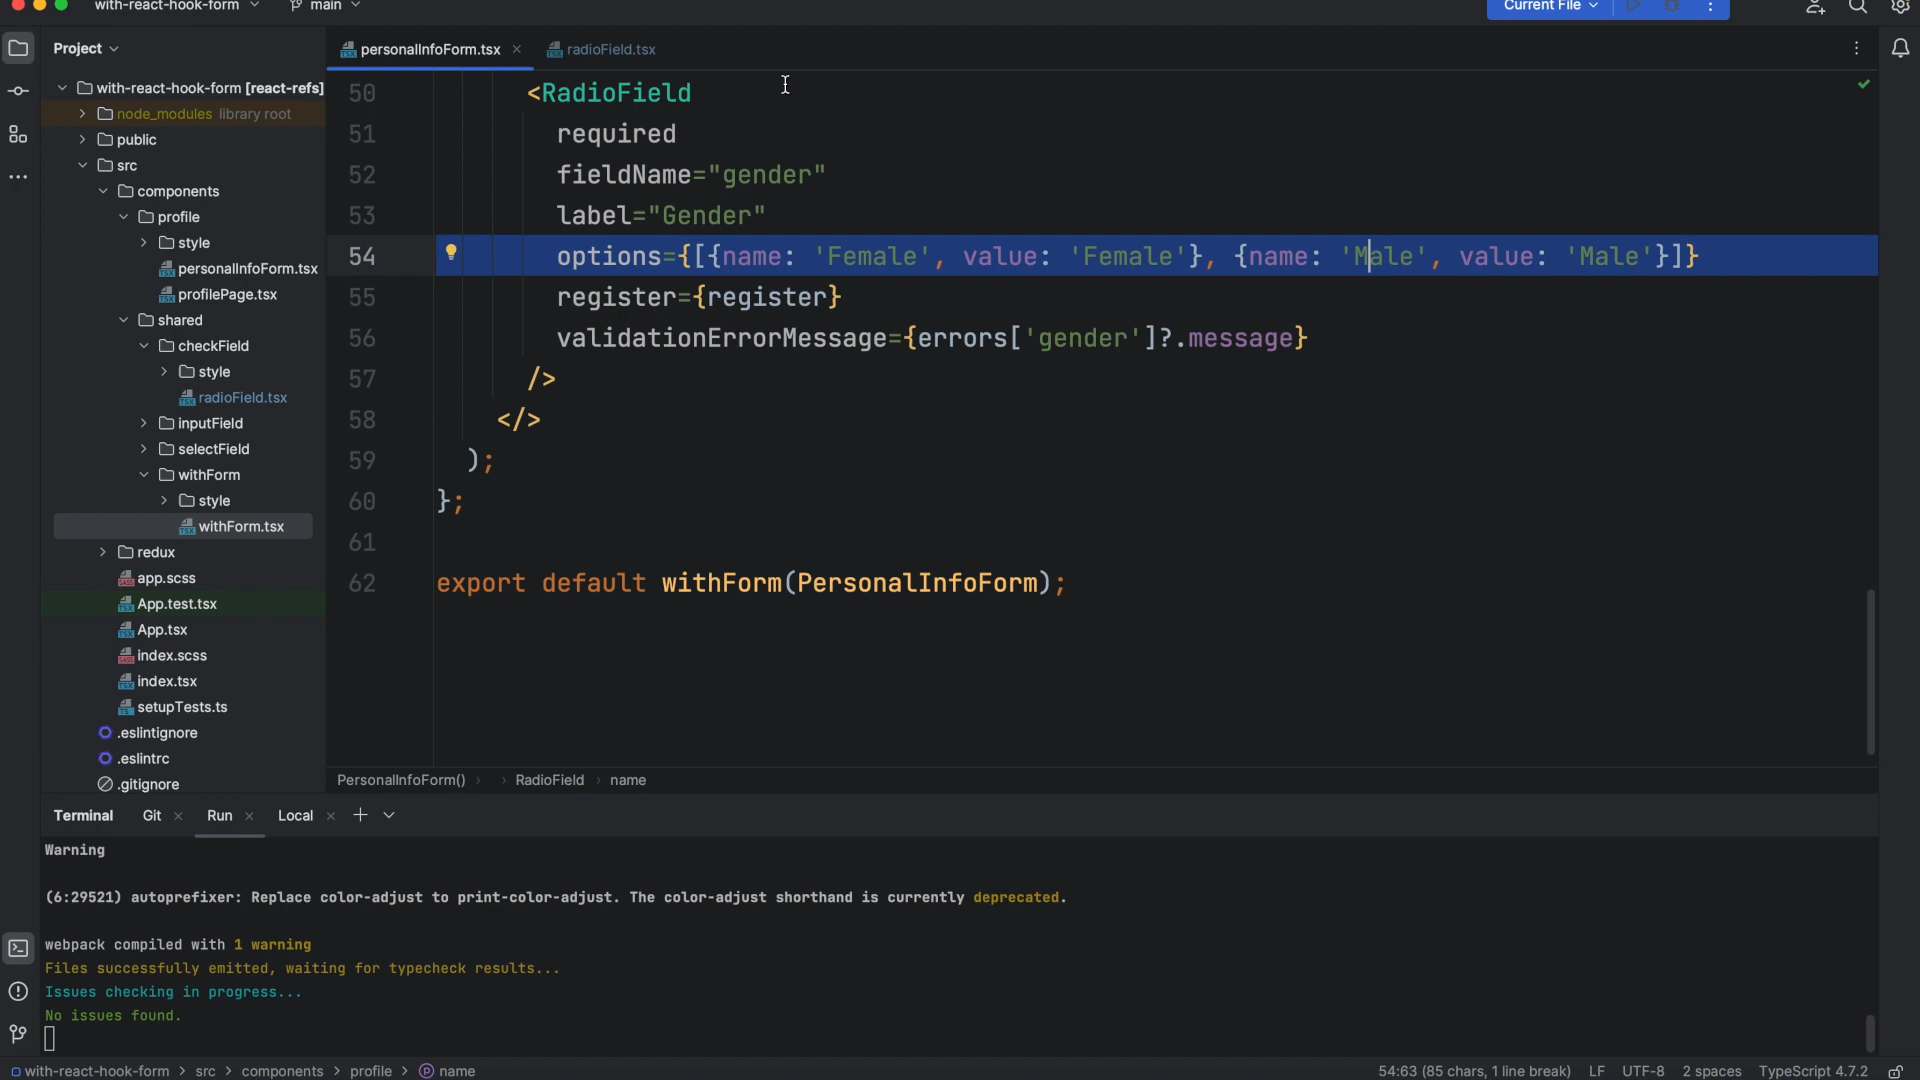 with-react-hook-form
main
Current File
Project
personalInfoForm.tsx
radioField.tsx
with-react-hook-form [react-refs]
node_modules library root
public
src
components
profile
style
personalInfoForm.tsx
profilePage.tsx
shared
checkField
style
radioField.tsx
inputField
selectField
withForm
style
withForm.tsx
redux
app.scss
App.test.tsx
App.tsx
index.scss
index.tsx
setupTests.ts
.eslintignore
.eslintrc
.gitignore
50 <RadioField
51 required
52 fieldName="gender"
53 label="Gender"
54 options={[{name: 'Female', value: 'Female'}, {name: 'Male', value: 'Male'}]}
55 register={register}
56 validationErrorMessage={errors['gender']?.message}
57 />
58 </>
59 );
60 };
61
62 export default withForm(PersonalInfoForm);
PersonalInfoForm() > > RadioField > name
Terminal Git Run Local
Warning
(6:29521) autoprefixer: Replace color-adjust to print-color-adjust. The color-adjust shorthand is currently deprecated.
webpack compiled with 1 warning
Files successfully emitted, waiting for typecheck results...
Issues checking in progress...
No issues found.
with-react-hook-form > src > components > profile > name
54:63 (85 chars, 1 line break) LF UTF-8 2 spaces TypeScript 4.7.2